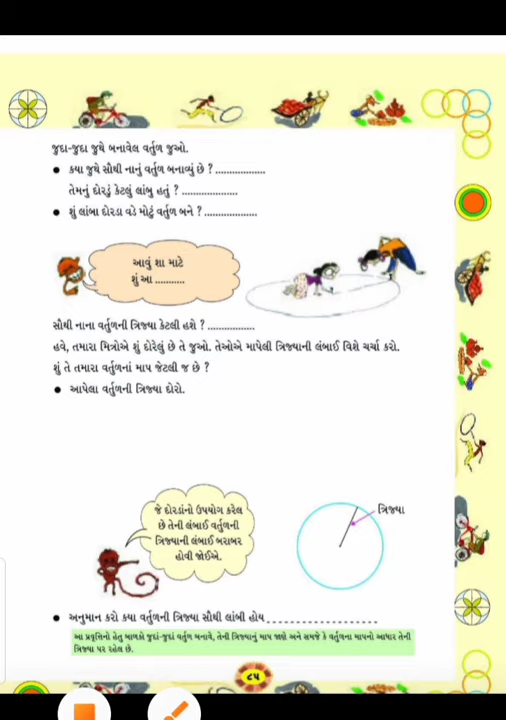 જુદા-જુદા જુથે બનાવેલ વર્તુળ જુઓ.
● કયા જુથે સૌથી નાનું વર્તુળ બનાવ્યું છે ? ..................
તેમનું દોરડું કેટલું લાંબુ હતું ? ....................
● શું લાંબા દોરડા વડે મોટું વર્તુળ બને ? ...................
આવું શા માટે
શું આ ...........
સૌથી નાના વર્તુળની ત્રિજ્યા કેટલી હશે ? .................
હવે, તમારા મિત્રોએ શું દોરેલું છે તે જુઓ. તેઓએ માપેલી ત્રિજ્યાની લંબાઈ વિશે ચર્ચા કરો.
શું તે તમારા વર્તુળનાં માપ જેટલી જ છે ?
● આપેલા વર્તુળની ત્રિજ્યા દોરો.
જે દોરડાંનો ઉપયોગ કરેલ
છે તેની લંબાઈ વર્તુળની
ત્રિજ્યાની લંબાઈ બરાબર
હોવી જોઈએ.
ત્રિજ્યા
● અનુમાન કરો કયા વર્તુળની ત્રિજ્યા સૌથી લાંબી હોય_ _ _ _ _ _ _ _ _ _ _ _ _ _ _ _ _
આ પ્રવૃત્તિનો હેતુ બાળકો જુદાં-જુદાં વર્તુળ બનાવે, તેની ત્રિજ્યાનું માપ જાણે અને સમજે કે વર્તુળના માપનો આધાર તેની
ત્રિજ્યા પર રહેલ છે.
૮૫